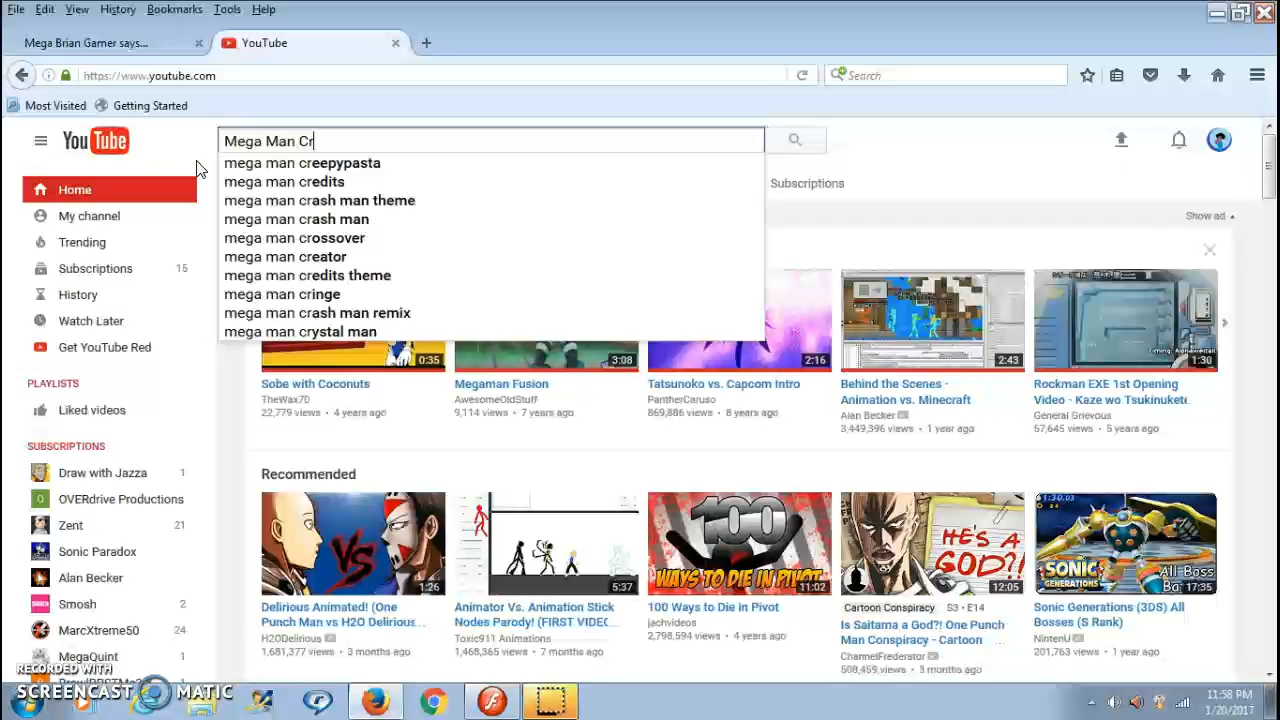 File Edit View History Bookmarks Tools Help
Mega Brian Gamer says...
YouTube
https://www.youtube.com
Search
Most Visited
Getting Started
YouTube
Mega Man Cr
mega man creepypasta
mega man credits
mega man crash man theme
mega man crash man
mega man crossover
mega man creator
mega man credits theme
mega man cringe
mega man crash man remix
mega man crystal man
Home
My channel
Trending
Subscriptions 15
History
Watch Later
Get YouTube Red
PLAYLISTS
Liked videos
SUBSCRIPTIONS
Draw with Jazza 1
OVERdrive Productions
Zent 21
Sonic Paradox
Alan Becker
Smosh 2
MarcXtreme50 24
MegaQuint 1
Subscriptions
Show ad
0:35
3:08
2:16
2:43
1:30
Sobe with Coconuts
TheWax70
22,779 views • 4 years ago
Megaman Fusion
AwesomeOldStuff
9,114 views • 7 years ago
Tatsunoko vs. Capcom Intro
PantherCaruso
869,886 views • 8 years ago
Behind the Scenes -
Animation vs. Minecraft
Alan Becker
3,449,396 views • 1 year ago
Rockman EXE 1st Opening
Video - Kaze wo Tsukinuket
General Grievous
57,645 views • 5 years ago
Recommended
VS
1:26
5:37
100
WAYS TO DIE IN PIVOT
11:02
HE'S A
GOD?!
12:05
1:30.03
SONIC
GENERATIONS
All Boss
17:35
Delirious Animated! (One
Punch Man vs H2O Delirious...
H2ODelirious
1,681,377 views • 3 months ago
Animator Vs. Animation Stick
Nodes Parody! (FIRST VIDEO
Toxic911 Animations
1,468,365 views • 7 months ago
100 Ways to Die in Pivot
jachvideos
2,798,594 views • 4 years ago
Cartoon Conspiracy S3 • E14
Is Saitama a God?! One Punch
Man Conspiracy - Cartoon
ChannelFrederator
508,459 views • 3 months ago
Sonic Generations (3DS) All
Bosses (S Rank)
NintenU
201,763 views • 1 year ago
RECORDED WITH
SCREENCAST MATIC
11:58 PM
1/20/2017